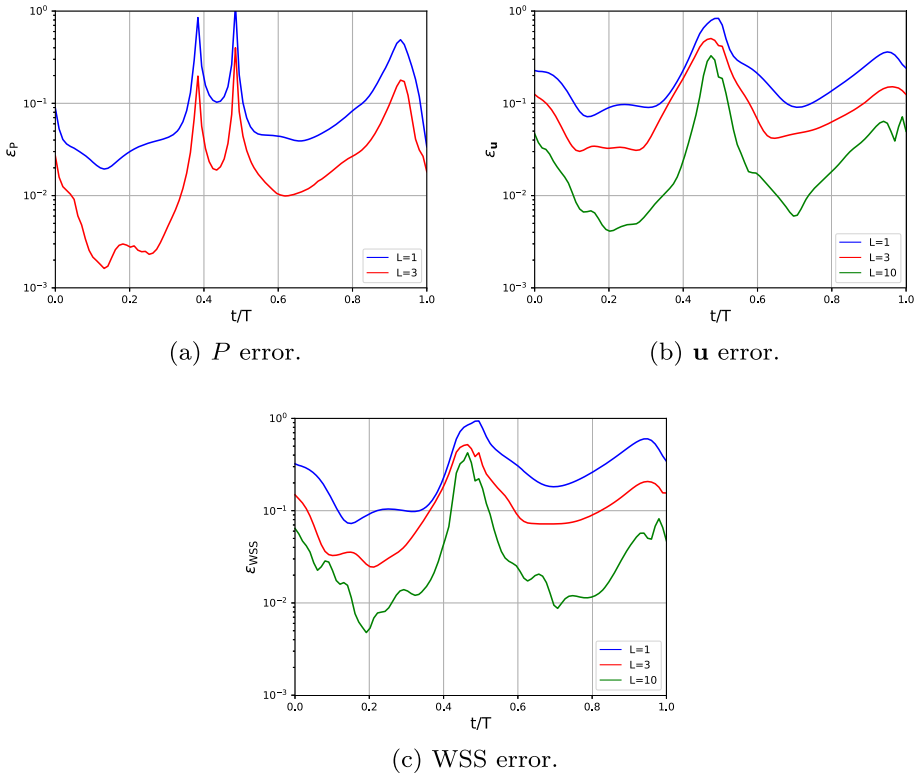 10⁰
10⁻¹
10⁻²
10⁻³
εP
0.0 0.2 0.4 0.6 0.8 1.0
t/T
L=1
L=3
(a) P error.
10⁰
10⁻¹
10⁻²
10⁻³
εu
0.0 0.2 0.4 0.6 0.8 1.0
t/T
L=1
L=3
L=10
(b) u error.
10⁰
10⁻¹
10⁻²
10⁻³
εWSS
0.0 0.2 0.4 0.6 0.8 1.0
t/T
L=1
L=3
L=10
(c) WSS error.